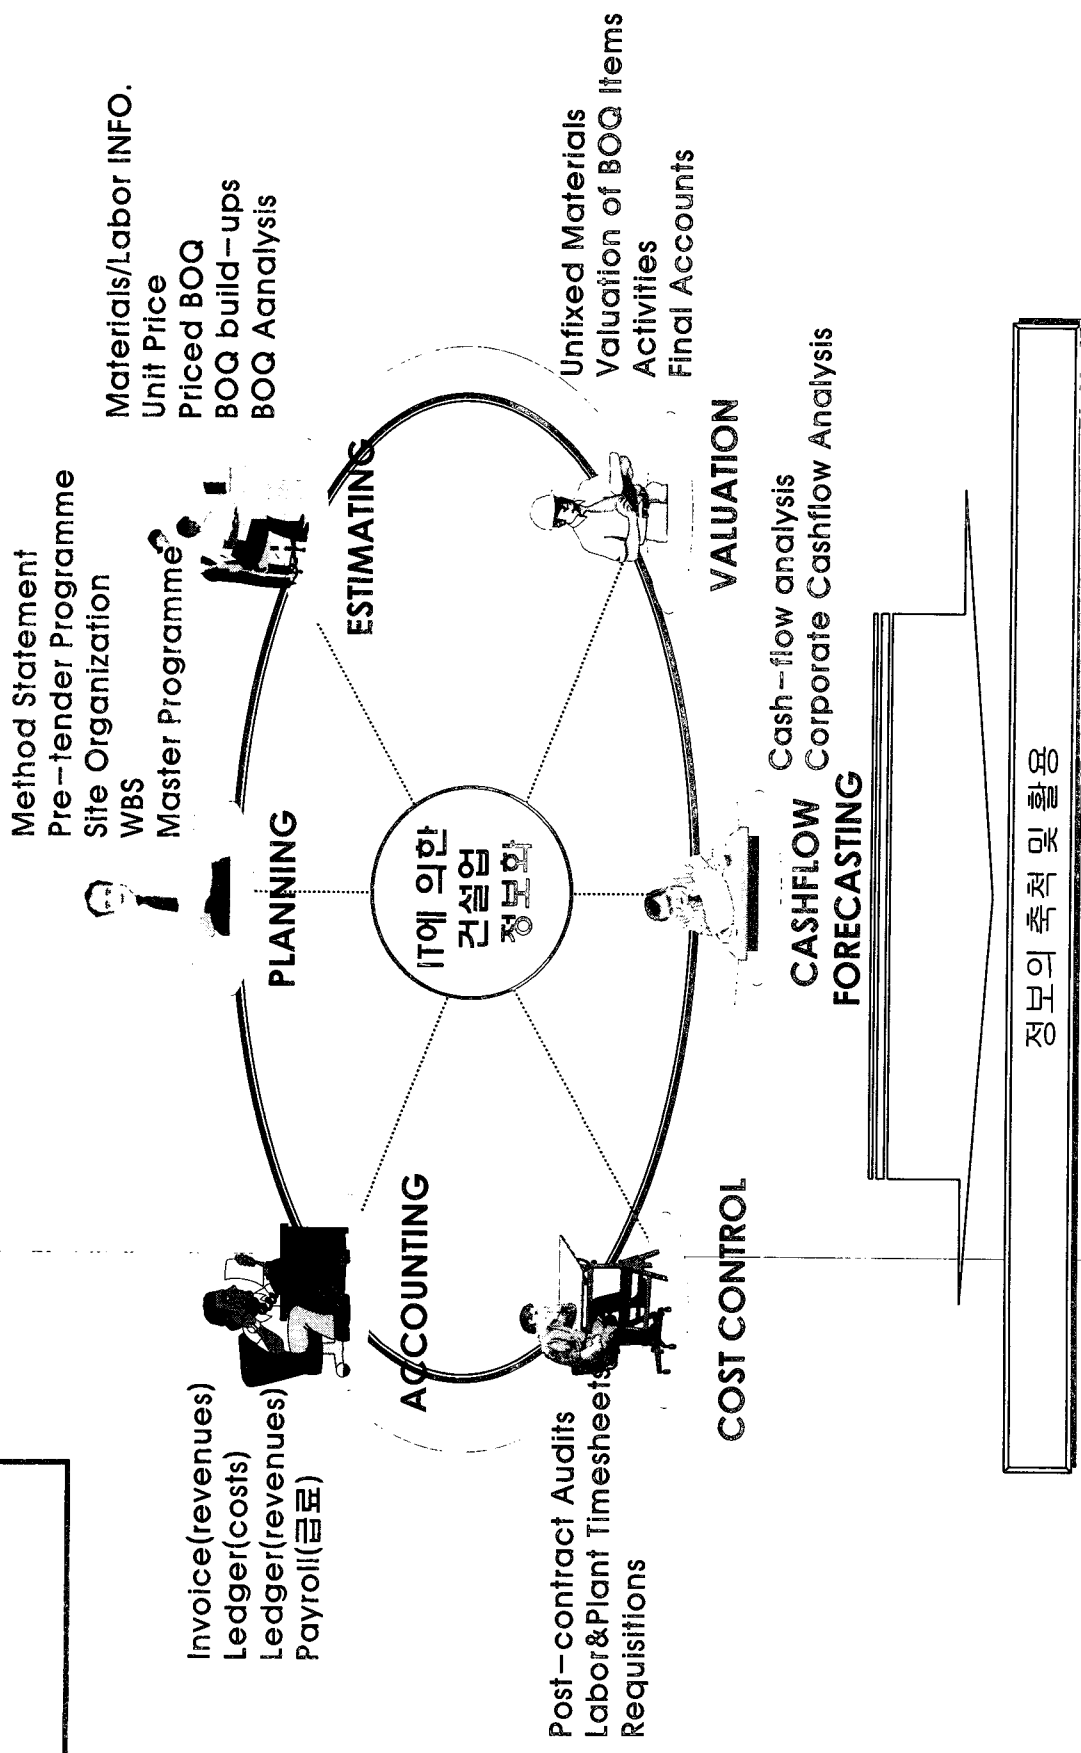 Method Statement
Pre-tender Programme
Site Organization
WBS
Master Programme
Materials/Labor INFO.
Unit Price
Priced BOQ
BOQ build-ups
BOQ Aanalysis
Invoice(revenues)
Ledger(costs)
Ledger(revenues)
Payroll(급료)
PLANNING
ESTIMATING
ACCOUNTING
IT에 의한
건설업
정보화
Post-contract Audits
Labor&Plant Timesheets
Requisitions
Unfixed Materials
Valuation of BOQ Items
Activities
Final Accounts
COST CONTROL
VALUATION
CASHFLOW
FORECASTING
Cash-flow analysis
Corporate Cashflow Analysis
정보의 축적 및 활용